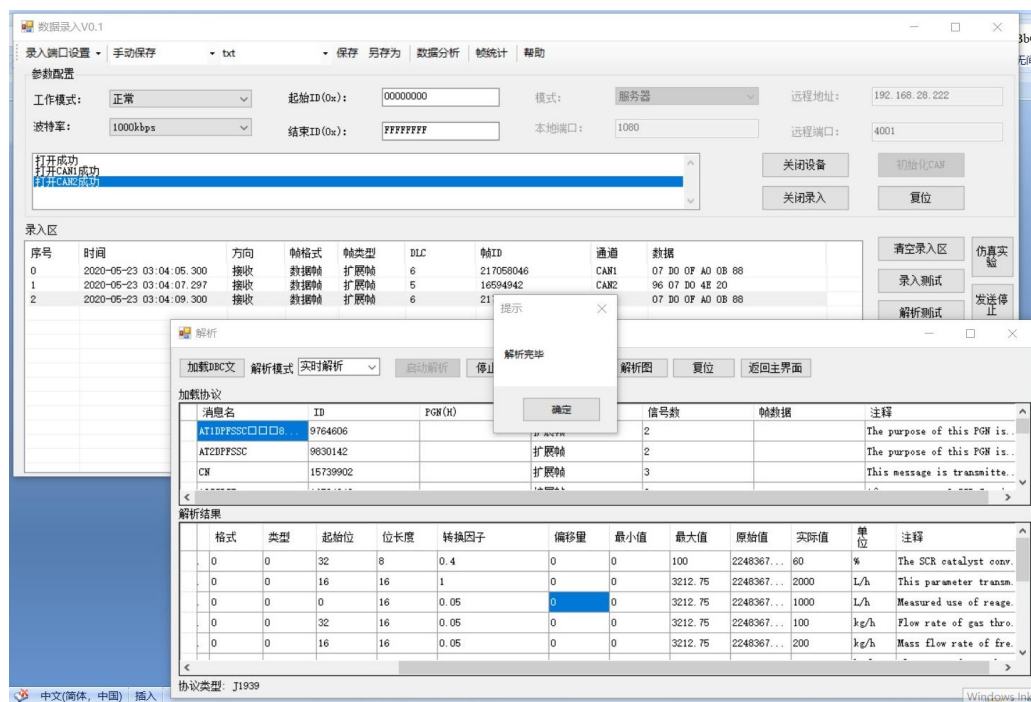 数据录入V0.1
录入端口设置 手动保存 txt 保存 另存为 数据分析 帧统计 帮助
参数配置
工作模式: 正常 起始ID(0x): 00000000 模式: 服务器 远程地址: 192.168.28.222
波特率: 1000kbps 结束ID(0x): FFFFFFFF 本地端口: 1080 远程端口: 4001
打开成功
打开CAN1成功
打开CAN2成功
关闭设备 初始化CAN
关闭录入 复位
录入区
序号 时间 方向 帧格式 帧类型 DLC 帧ID 通道 数据
0 2020-05-23 03:04:05.300 接收 数据帧 扩展帧 6 217058046 CAN1 07 D0 0F A0 0B 88
1 2020-05-23 03:04:07.297 接收 数据帧 扩展帧 5 16594942 CAN2 96 07 D0 4E 20
2 2020-05-23 03:04:09.300 接收 数据帧 扩展帧 6 21 07 D0 0F A0 0B 88
清空录入区 仿真实验
录入测试
解析测试 发送停止
提示
解析完毕
确定
解析
加载DBC文 解析模式 实时解析 启动解析 停止 解析图 复位 返回主界面
加载协议
消息名 ID PGN(H) 信号数 帧数据 注释
AT1DPFSSC□□□8... 9764606 扩展帧 2 The purpose of this PGN is..
AT2DPFSSC 9830142 扩展帧 2 The purpose of this PGN is..
CN 15739902 扩展帧 3 This message is transmitte..
解析结果
格式 类型 起始位 位长度 转换因子 偏移量 最小值 最大值 原始值 实际值 单位 注释
0 0 32 8 0.4 0 0 100 2248367... 60 % The SCR catalyst conv.
0 0 16 16 1 0 0 3212.75 2248367... 2000 L/h This parameter transm.
0 0 0 16 0.05 0 0 3212.75 2248367... 1000 L/h Measured use of reage.
0 0 32 16 0.05 0 0 3212.75 2248367... 100 kg/h Flow rate of gas thro.
0 0 16 16 0.05 0 0 3212.75 2248367... 200 kg/h Mass flow rate of fre.
协议类型: J1939
中文(简体, 中国) 插入
Windows Ink